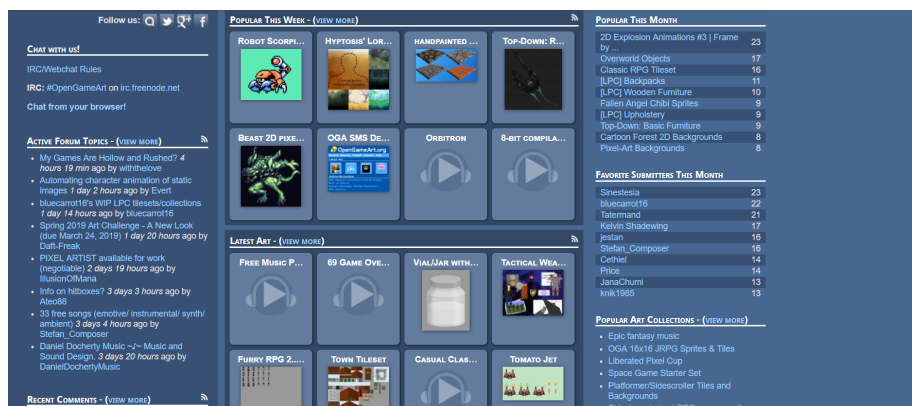 Follow us:
Chat with us!
IRC/Webchat Rules
IRC: #OpenGameArt on irc.freenode.net
Chat from your browser!
Active Forum Topics - (view more)
My Games Are Hollow and Rushed? 4
hours 19 min ago by withthelove
Automating character animation of static
images 1 day 2 hours ago by Evert
bluecarrot16's WIP LPC tilesets/collections
1 day 14 hours ago by bluecarrot16
Spring 2019 Art Challenge - A New Look
(due March 24, 2019) 1 day 20 hours ago by
Daft-Freak
PIXEL ARTIST available for work
(negotiable) 2 days 19 hours ago by
IllusionOfMana
Info on hitboxes? 3 days 3 hours ago by
Ateo88
33 free songs (emotive/ instrumental/ synth/
ambient) 3 days 4 hours ago by
Stefan_Composer
Daniel Docherty Music ~♪~ Music and
Sound Design. 3 days 20 hours ago by
DanielDochertyMusic
Recent Comments - (view more)
Popular This Week - (view more)
Robot Scorpi...
Hyptosis' Lor...
handpainted ...
Top-Down: R...
Beast 2D pixe...
OGA SMS De...
OpenGameArt.org
Orbitron
8-bit compila...
Latest Art - (view more)
Free Music P...
69 Game Ove...
Vial/Jar with...
Tactical Wea...
Furry RPG 2....
Town Tileset
Casual Clas...
Tomato Jet
Popular This Month
2D Explosion Animations #3 | Frame
by ... 23
Overworld Objects 17
Classic RPG Tileset 16
[LPC] Backpacks 11
[LPC] Wooden Furniture 10
Fallen Angel Chibi Sprites 9
[LPC] Upholstery 9
Top-Down: Basic Furniture 9
Cartoon Forest 2D Backgrounds 8
Pixel-Art Backgrounds 8
Favorite Submitters This Month
Sinestesia 23
bluecarrot16 22
Tatermand 21
Kelvin Shadewing 17
jestan 16
Stefan_Composer 16
Cethiel 14
Price 14
JanaChumi 13
knik1985 13
Popular Art Collections - (view more)
Epic fantasy music
OGA 16x16 JRPG Sprites & Tiles
Liberated Pixel Cup
Space Game Starter Set
Platformer/Sidescroller Tiles and
Backgrounds